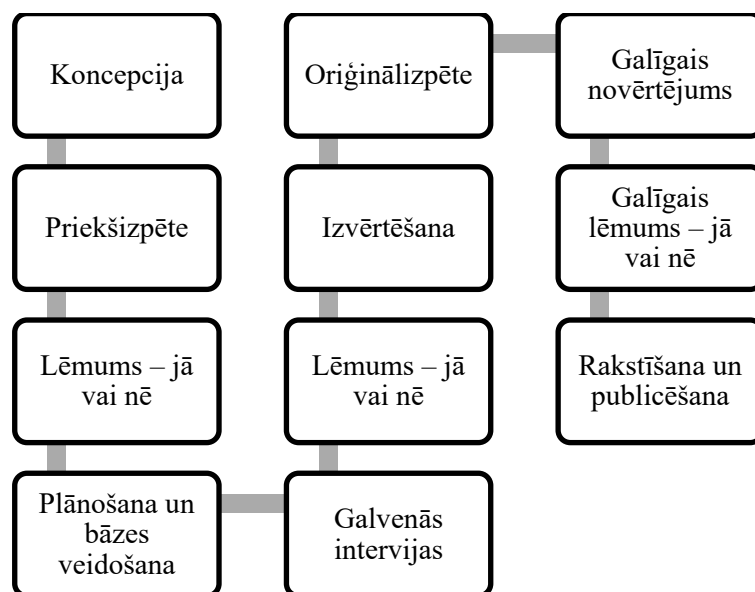 Koncepcija
Priekšizpēte
Lēmums – jā
vai nē
Plānošana un
bāzes
veidošana
Galvenās
intervijas
Lēmums – jā
vai nē
Izvērtēšana
Oriģinālizpēte
Galīgais
novērtējums
Galīgais
lēmums – jā
vai nē
Rakstīšana un
publicēšana